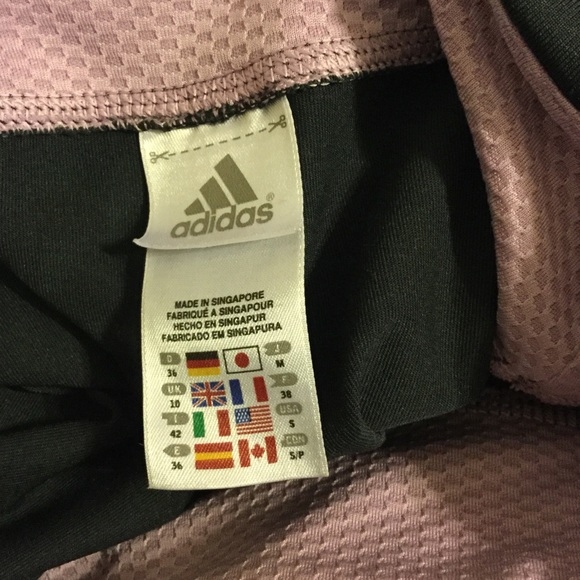 adidas®
MADE IN SINGAPORE
FABRIQUÉ A SINGAPOUR
HECHO EN SINGAPUR
FABRICADO EM SINGAPURA
D J
36 M
UK F
10 38
I USA
42 S
E CDN
36 S/P